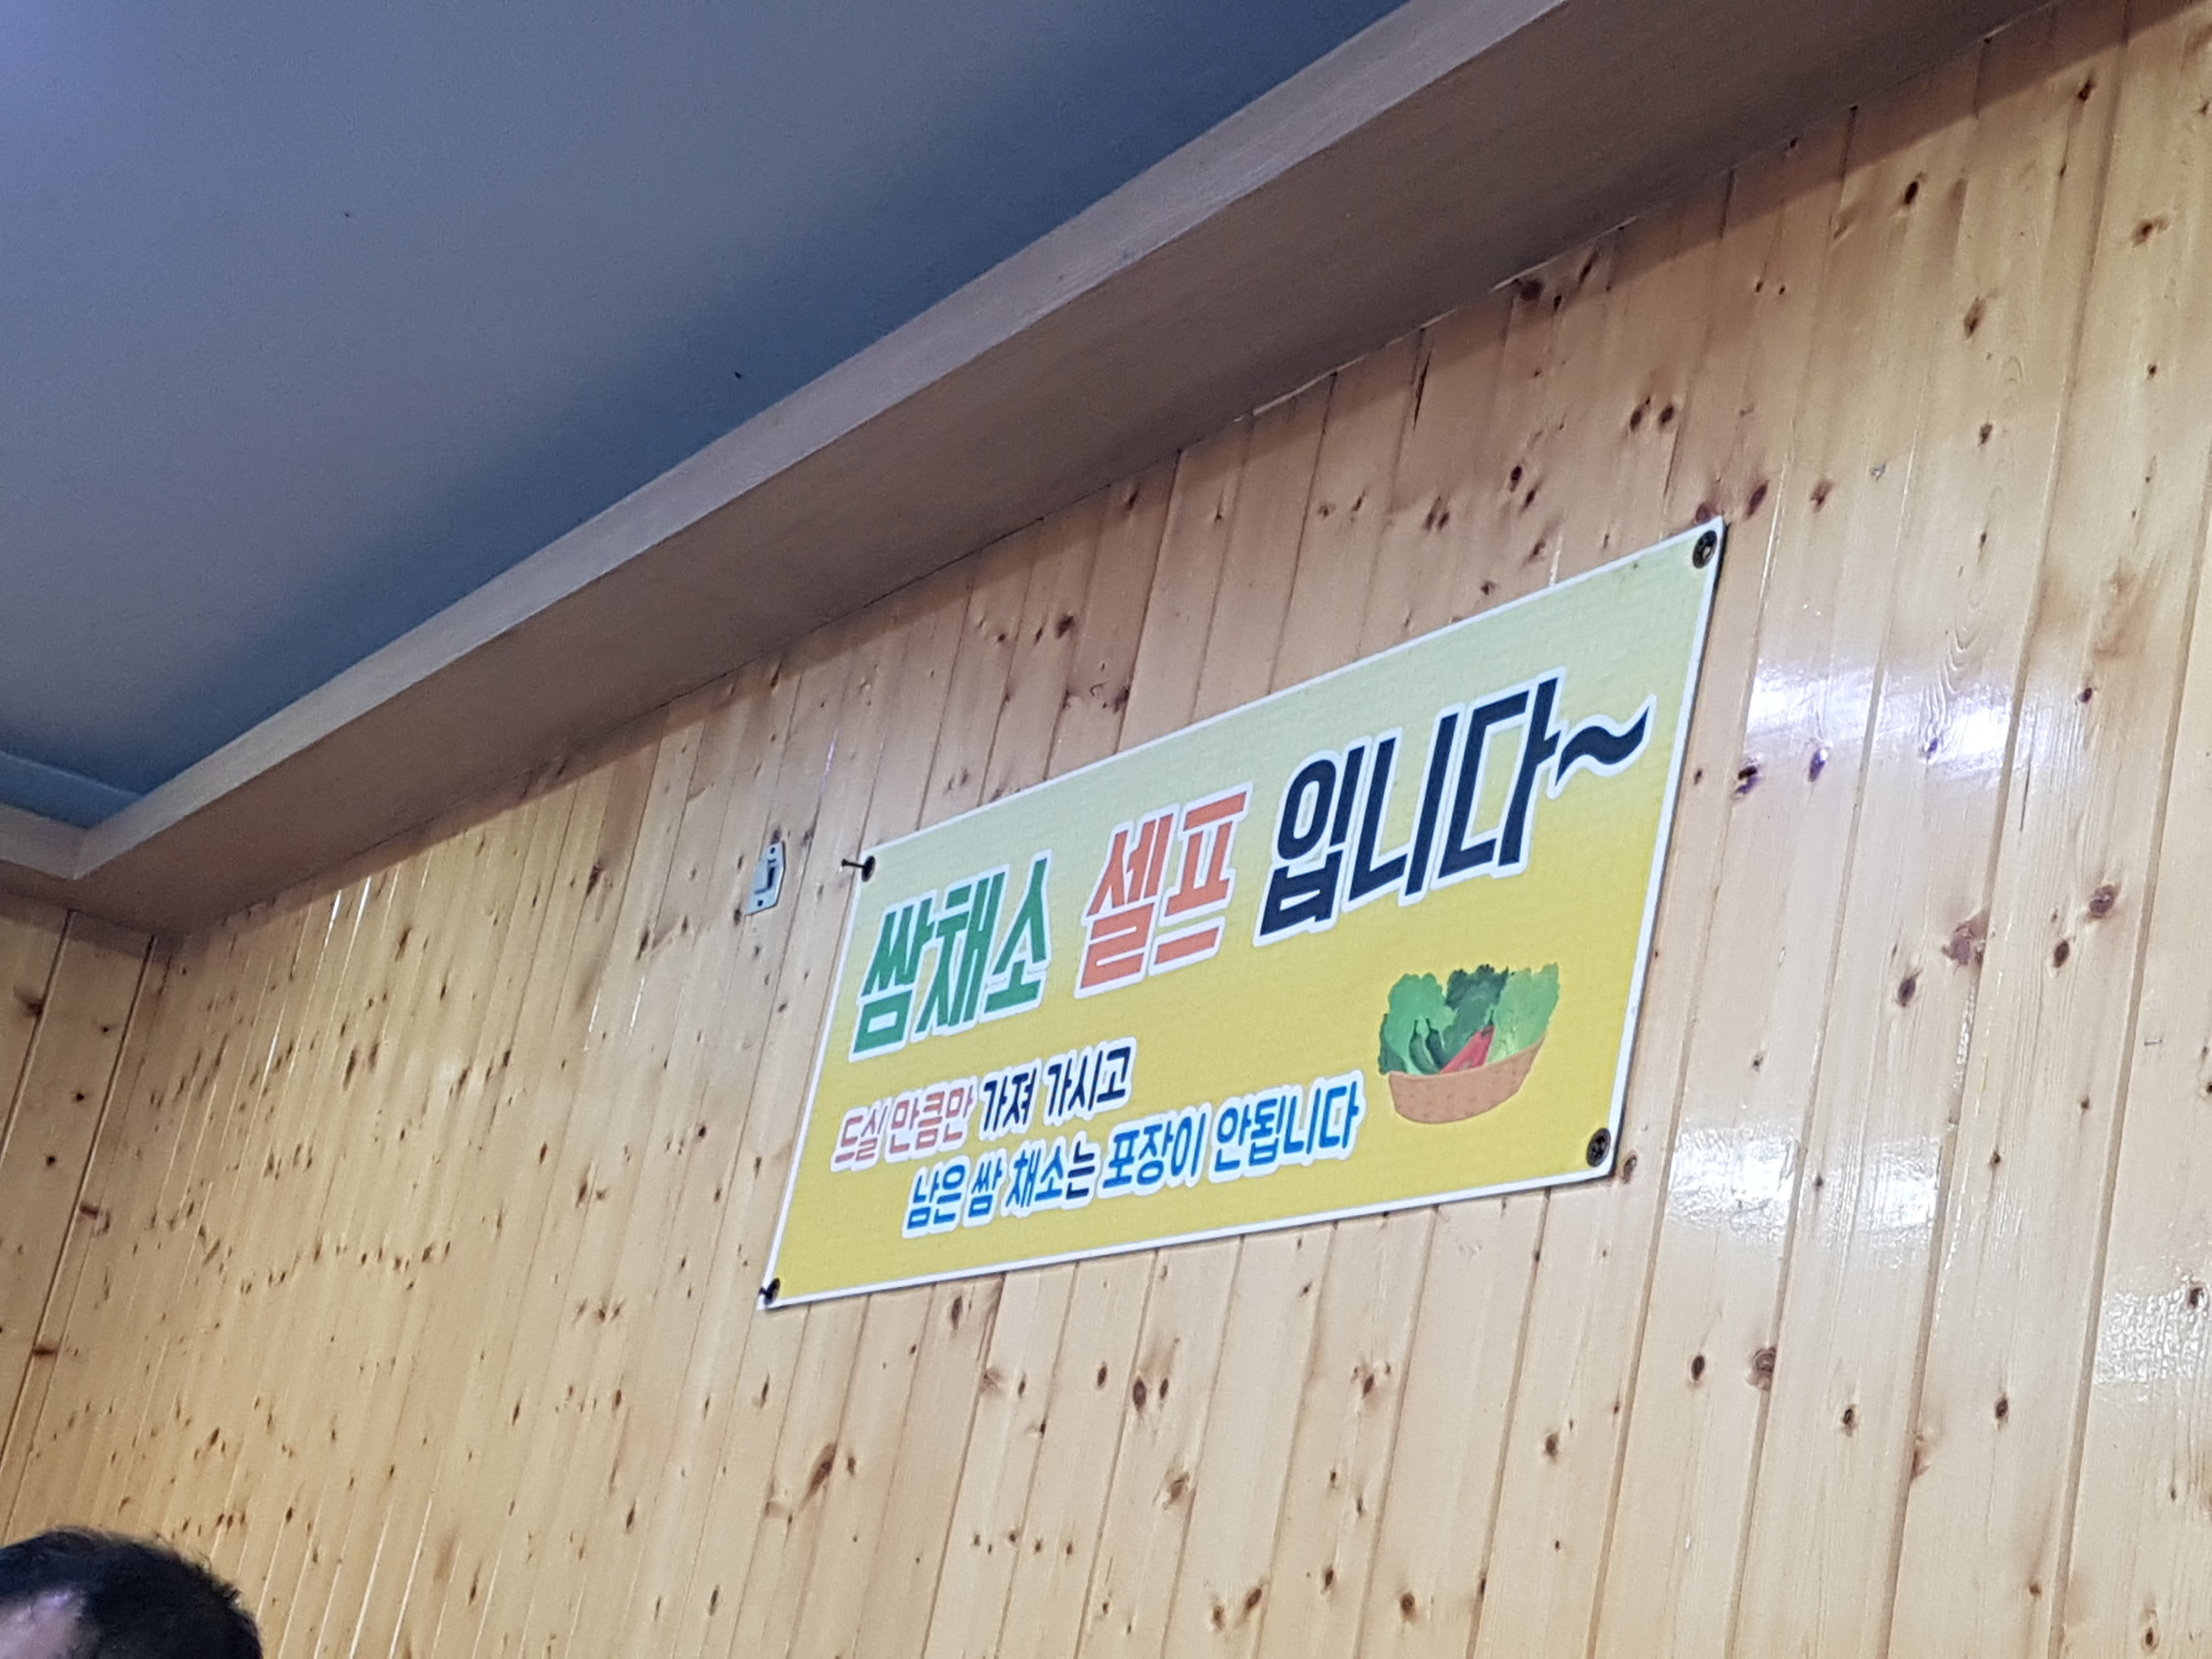 쌈채소 셀프 입니다~
드실 만큼만 가져 가시고
남은 쌈 채소는 포장이 안됩니다